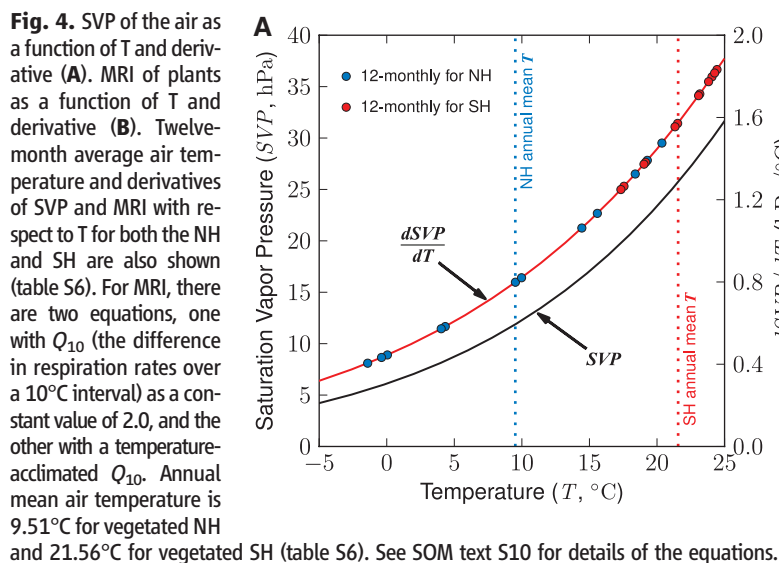 Fig. 4. SVP of the air as
a function of T and deriv-
ative (A). MRI of plants
as a function of T and
derivative (B). Twelve-
month average air tem-
perature and derivatives
of SVP and MRI with re-
spect to T for both the NH
and SH are also shown
(table S6). For MRI, there
are two equations, one
with Q10 (the difference
in respiration rates over
a 10°C interval) as a con-
stant value of 2.0, and the
other with a temperature-
acclimated Q10. Annual
mean air temperature is
9.51°C for vegetated NH
and 21.56°C for vegetated SH (table S6). See SOM text S10 for details of the equations.
A
Saturation Vapor Pressure (SVP, hPa)
40
35
30
25
20
15
10
5
0
12-monthly for NH
12-monthly for SH
NH annual mean T
SH annual mean T
dSVP
dT
SVP
2.0
1.6
1.2
0.8
0.4
0.0
−5 0 5 10 15 20 25
Temperature (T, °C)